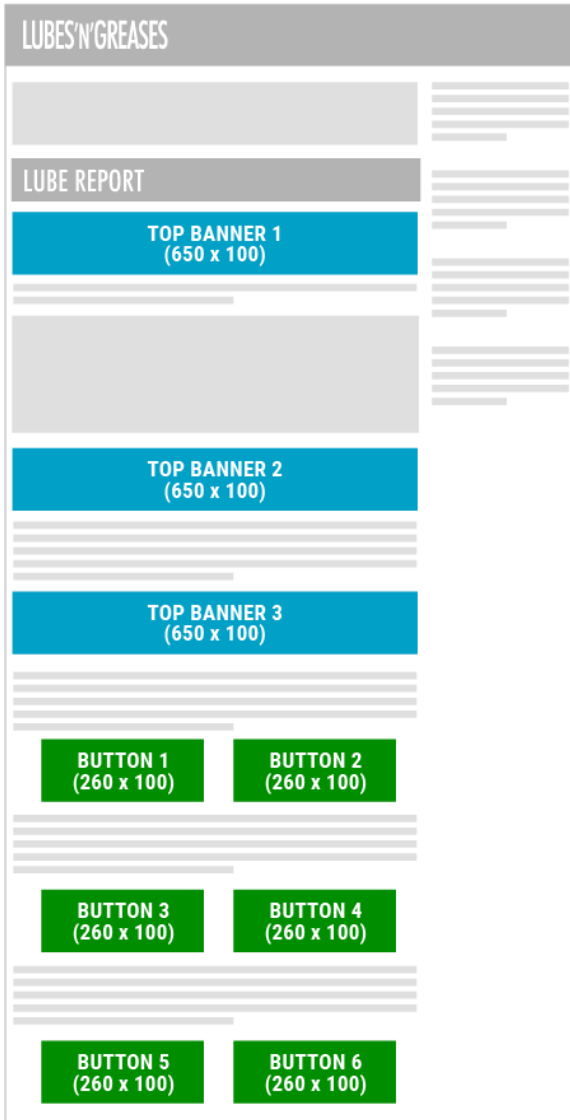 LUBES'N'GREASES
LUBE REPORT
TOP BANNER 1
(650 x 100)
TOP BANNER 2
(650 x 100)
TOP BANNER 3
(650 x 100)
BUTTON 1
(260 x 100)
BUTTON 2
(260 x 100)
BUTTON 3
(260 x 100)
BUTTON 4
(260 x 100)
BUTTON 5
(260 x 100)
BUTTON 6
(260 x 100)